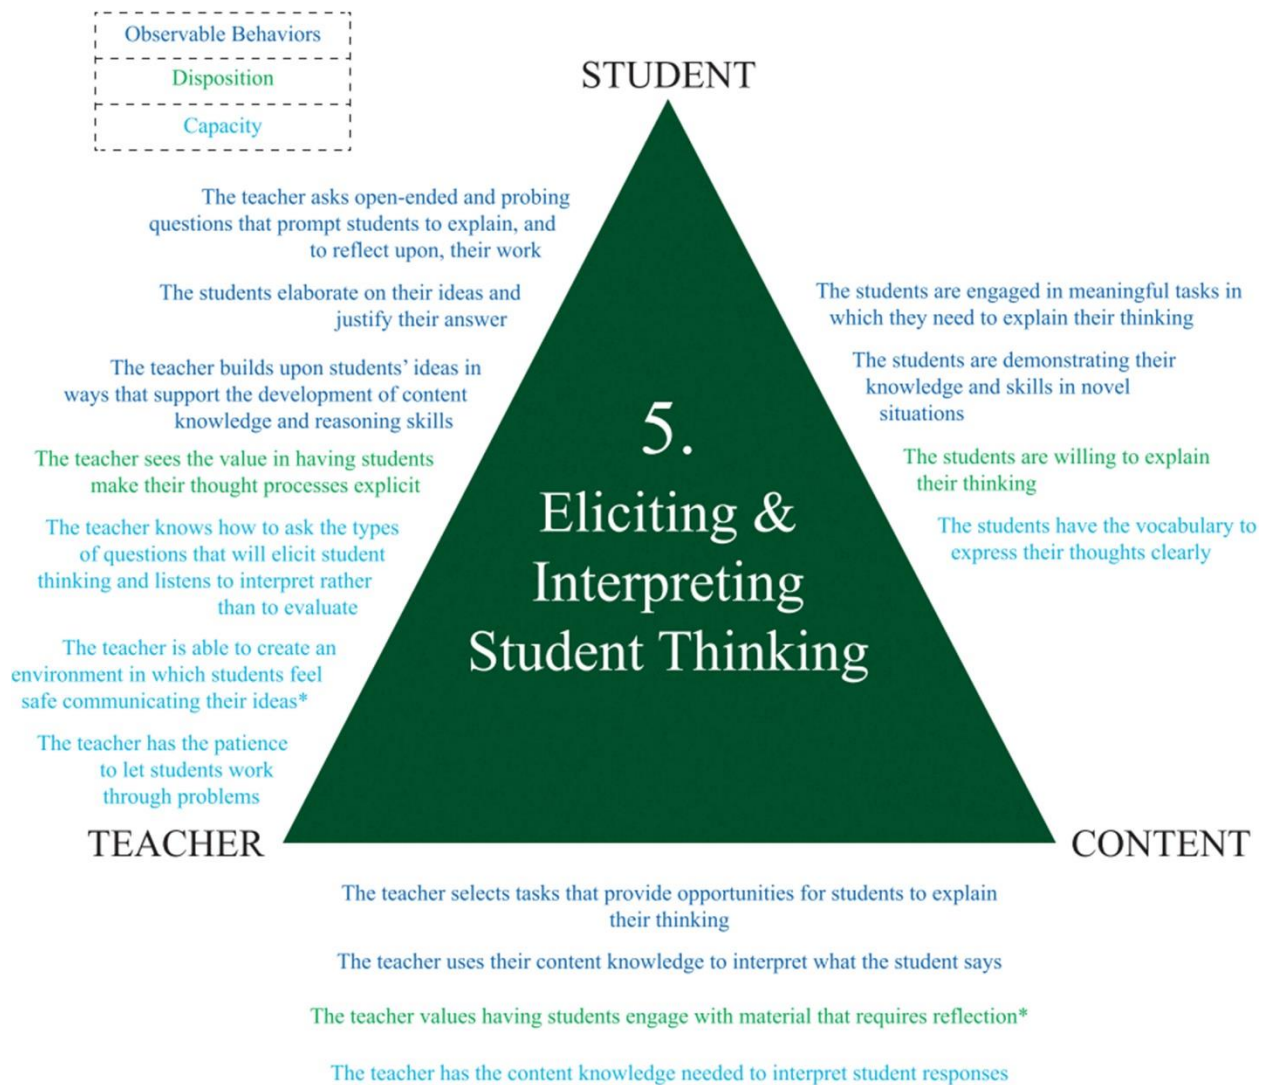 Observable Behaviors
Disposition
Capacity
STUDENT
The teacher asks open-ended and probing
questions that prompt students to explain, and
to reflect upon, their work
The students elaborate on their ideas and
justify their answer
The teacher builds upon students’ ideas in
ways that support the development of content
knowledge and reasoning skills
The teacher sees the value in having students
make their thought processes explicit
The teacher knows how to ask the types
of questions that will elicit student
thinking and listens to interpret rather
than to evaluate
The teacher is able to create an
environment in which students feel
safe communicating their ideas*
The teacher has the patience
to let students work
through problems
5.
Eliciting &
Interpreting
Student Thinking
The students are engaged in meaningful tasks in
which they need to explain their thinking
The students are demonstrating their
knowledge and skills in novel
situations
The students are willing to explain
their thinking
The students have the vocabulary to
express their thoughts clearly
TEACHER
CONTENT
The teacher selects tasks that provide opportunities for students to explain
their thinking
The teacher uses their content knowledge to interpret what the student says
The teacher values having students engage with material that requires reflection*
The teacher has the content knowledge needed to interpret student responses